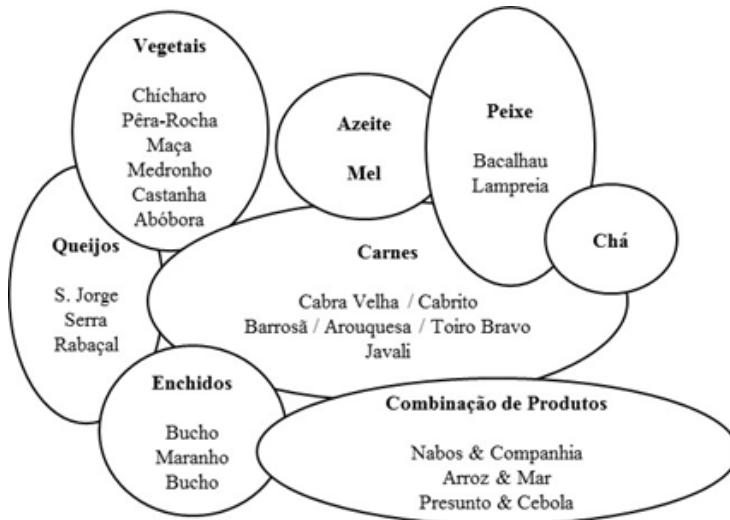 Vegetais
Chícharo
Pêra-Rocha
Maça
Medronho
Castanha
Abóbora
Azeite
Mel
Peixe
Bacalhau
Lampreia
Chá
Queijos
S. Jorge
Serra
Rabaçal
Carnes
Cabra Velha / Cabrito
Barrosã / Arouquesa / Toiro Bravo
Javali
Enchidos
Bucho
Maranho
Bucho
Combinação de Produtos
Nabos & Companhia
Arroz & Mar
Presunto & Cebola